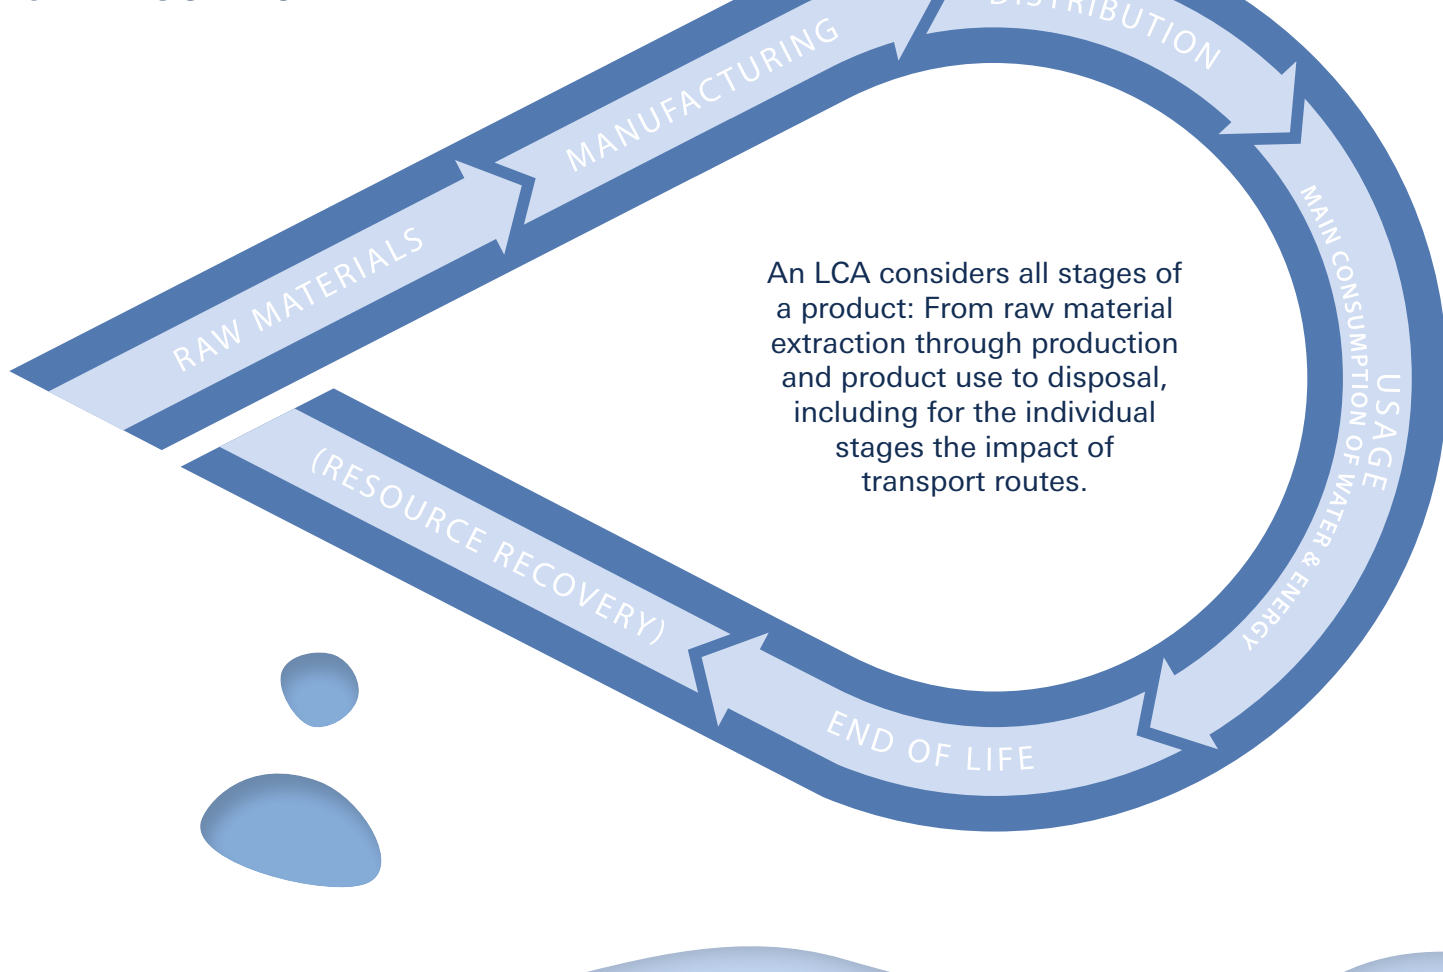 RAW MATERIALS
MANUFACTURING
DISTRIBUTION
USAGE
MAIN CONSUMPTION OF WATER & ENERGY
END OF LIFE
(RESOURCE RECOVERY)
An LCA considers all stages of
a product: From raw material
extraction through production
and product use to disposal,
including for the individual
stages the impact of
transport routes.